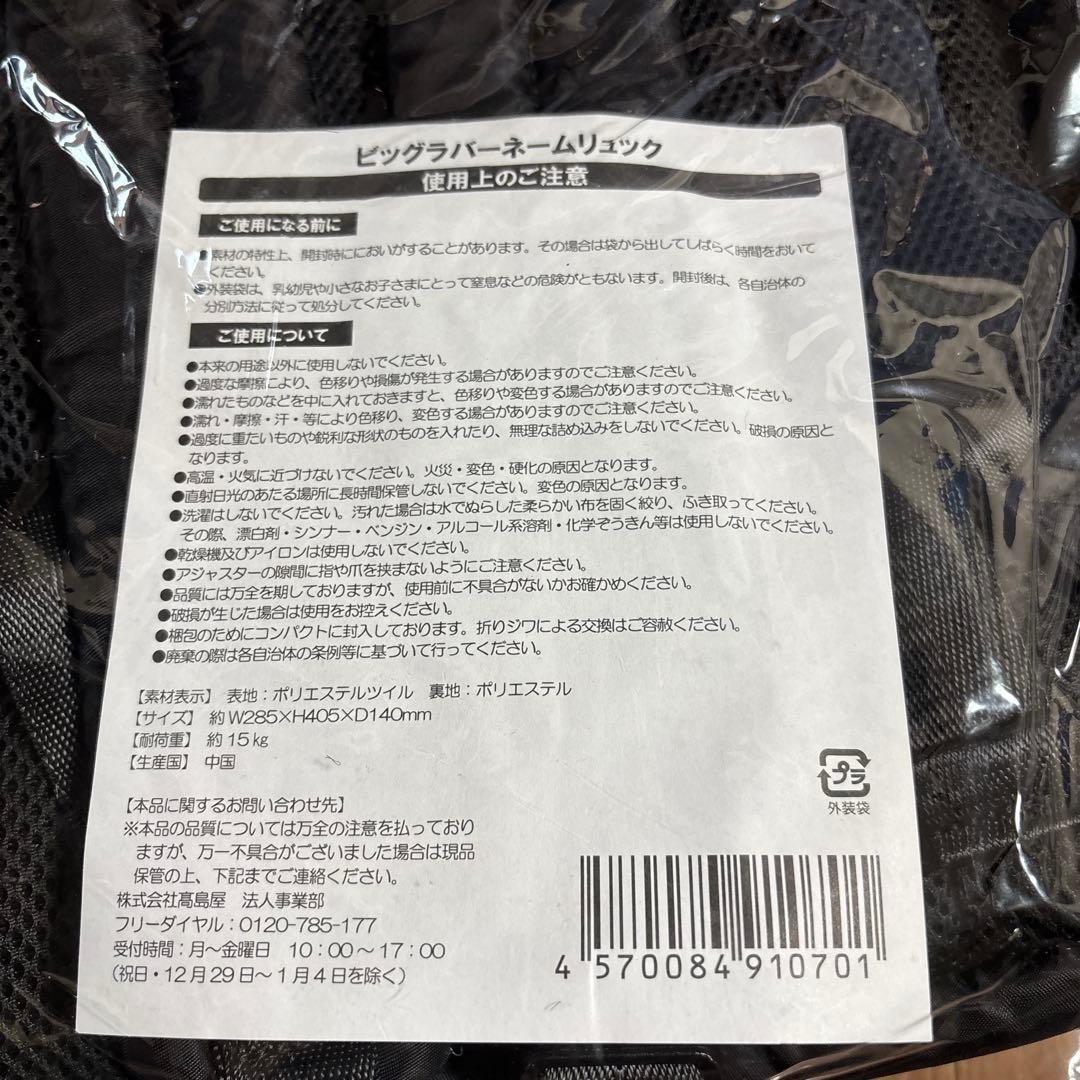 ビッグラバーネームリュック
使用上のご注意
ご使用になる前に
●素材の特性上、開封時ににおいがすることがあります。その場合は袋から出してしばらく時間をおいて
ください。
●外装袋は、乳幼児や小さなお子さまにとって窒息などの危険がともないます。開封後は、各自治体の
分別方法に従って処分してください。
ご使用について
●本来の用途以外に使用しないでください。
●過度な摩擦により、色移りや損傷が発生する場合がありますのでご注意ください。
●濡れたものなどを中に入れておきますと、色移りや変色する場合がありますのでご注意ください。
●濡れ・摩擦・汗・等により色移り、変色する場合がありますのでご注意ください。
●過度に重たいものや鋭利な形状のものを入れたり、無理な詰め込みをしないでください。破損の原因と
なります。
●高温・火気に近づけないでください。火災・変色・硬化の原因となります。
●直射日光のあたる場所に長時間保管しないでください。変色の原因となります。
●洗濯はしないでください。汚れた場合は水でぬらした柔らかい布を固く絞り、ふき取ってください。
その際、漂白剤・シンナー・ベンジン・アルコール系溶剤・化学ぞうきん等は使用しないでください。
●乾燥機及びアイロンは使用しないでください。
●アジャスターの隙間に指や爪を挟まないようにご注意ください。
●品質には万全を期しておりますが、使用前に不具合がないかお確かめください。
●破損が生じた場合は使用をお控えください。
●梱包のためにコンパクトに封入しております。折りジワによる交換はご容赦ください。
●廃棄の際は各自治体の条例等に基づいて行ってください。
【素材表示】 表地：ポリエステルツイル 裏地：ポリエステル
【サイズ】 約W285×H405×D140mm
【耐荷重】 約15kg
【生産国】 中国
【本品に関するお問い合わせ先】
※本品の品質については万全の注意を払っており
ますが、万一不具合がございました場合は現品
保管の上、下記までご連絡ください。
株式会社髙島屋 法人事業部
フリーダイヤル：0120-785-177
受付時間：月～金曜日 10：00～17：00
（祝日・12月29日～1月4日を除く）
プラ
外装袋
4 570084 910701